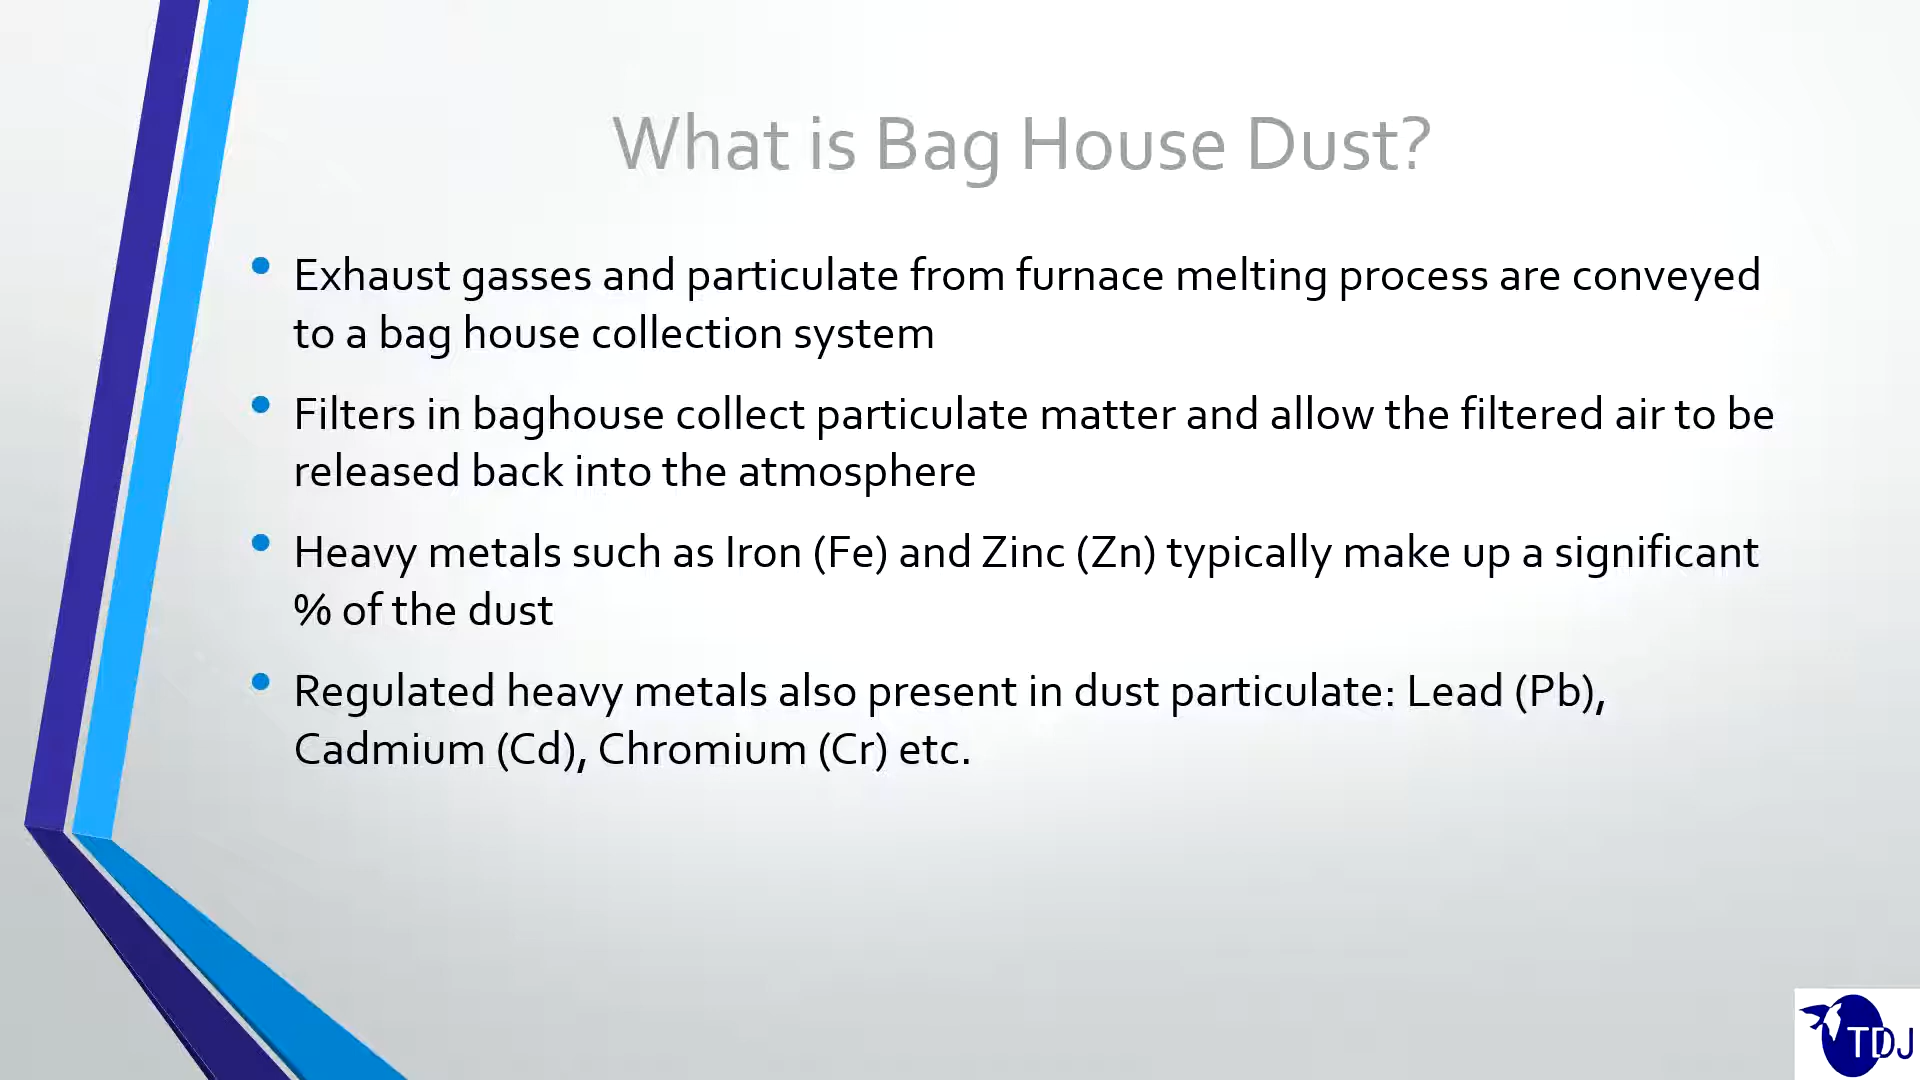 What is Bag House Dust?
• Exhaust gasses and particulate from furnace melting process are conveyed
to a bag house collection system
• Filters in baghouse collect particulate matter and allow the filtered air to be
released back into the atmosphere
• Heavy metals such as Iron (Fe) and Zinc (Zn) typically make up a significant
% of the dust
• Regulated heavy metals also present in dust particulate: Lead (Pb),
Cadmium (Cd), Chromium (Cr) etc.
TDJ